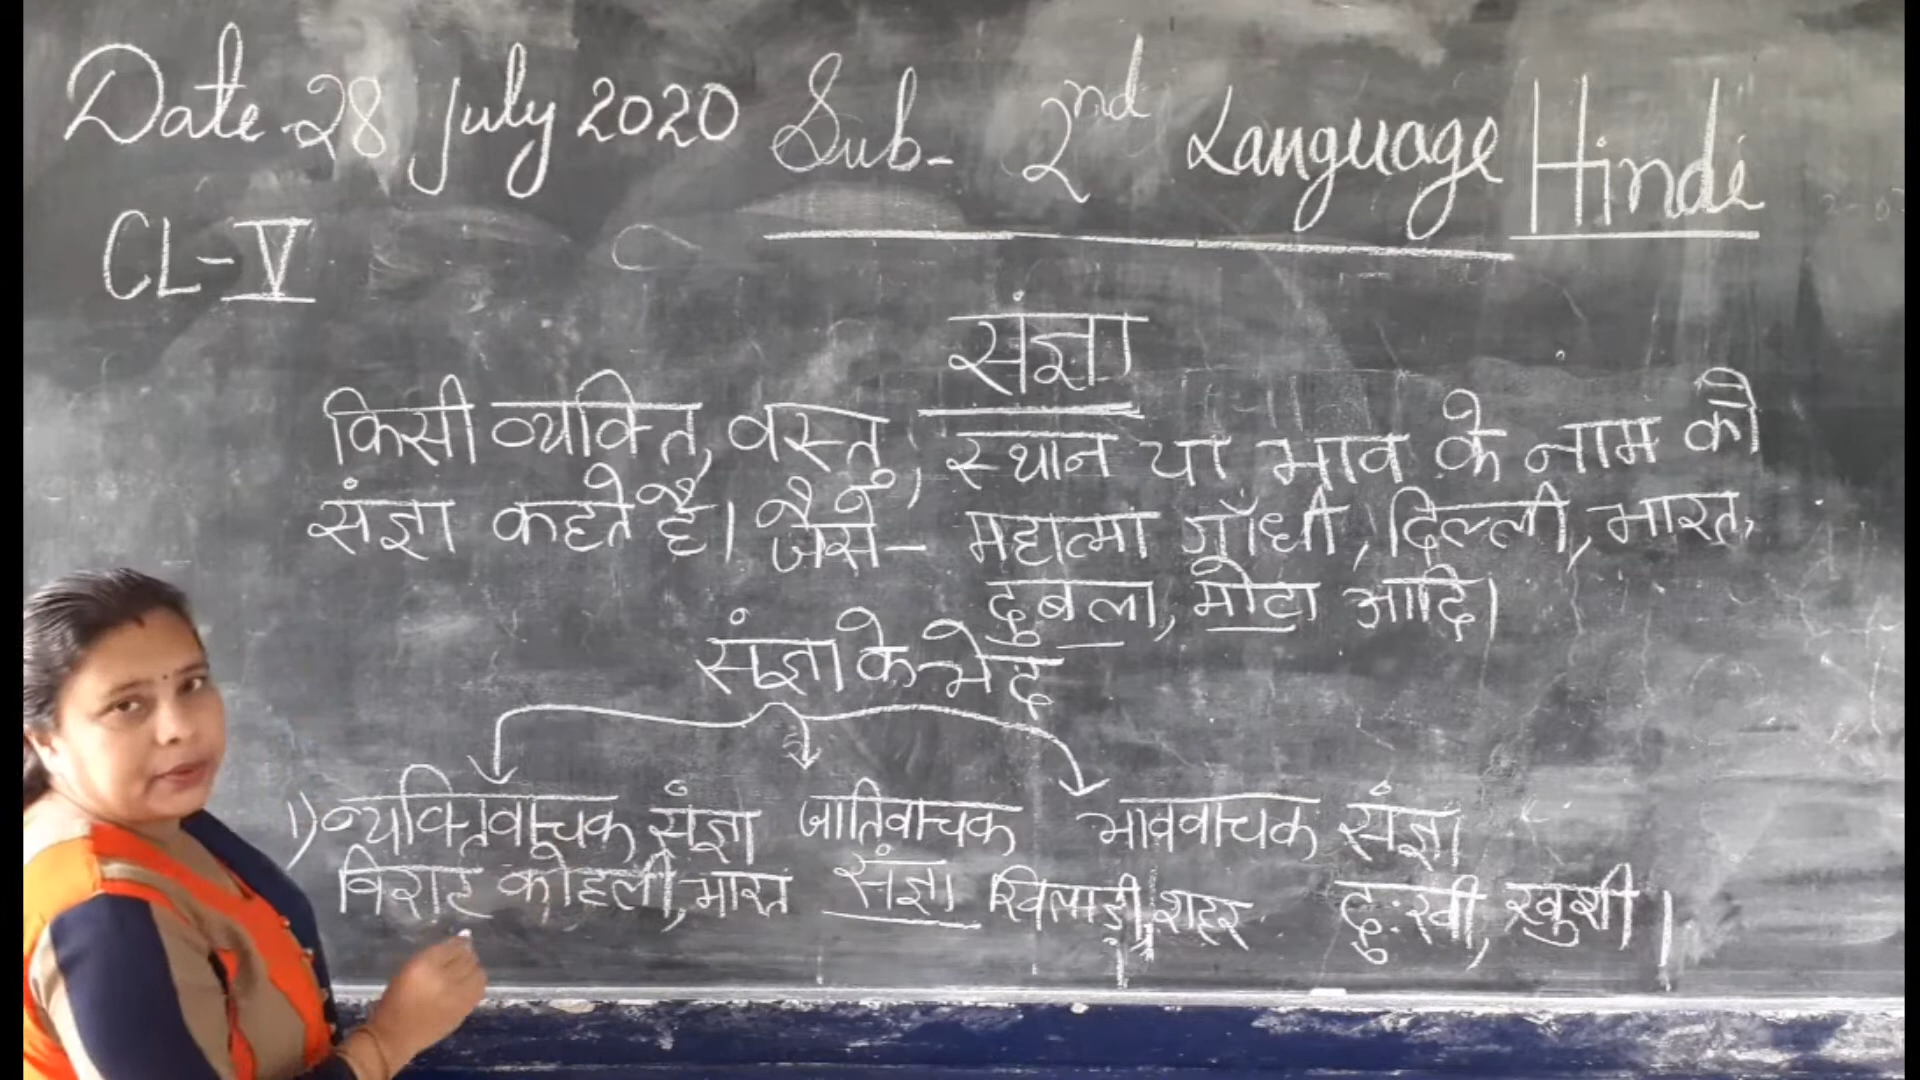 Date - 28 July 2020 Sub- 2nd Language Hindi
CL-V
संज्ञा
किसी व्यक्ति, वस्तु, स्थान या भाव के नाम को
संज्ञा कहते है। जैसे- महात्मा गाँधी, दिल्ली, भारत,
दुबला, मोटा आदि।
संज्ञा के भेद
1) व्यक्तिवाचक संज्ञा जातिवाचक भाववाचक संज्ञा
विराट कोहली, भारत संज्ञा खिलाड़ी, शहर दुःखी, खुशी।